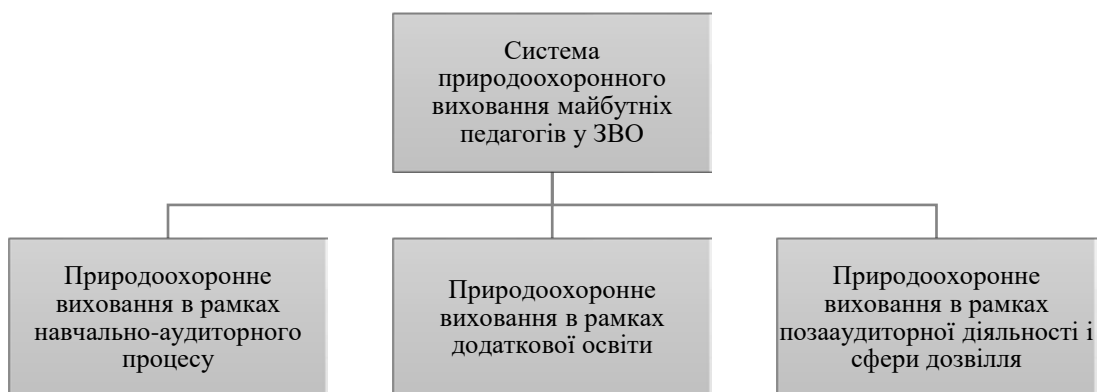 Система
природоохоронного
виховання майбутніх
педагогів у ЗВО
Природоохоронне
виховання в рамках
навчально-аудиторного
процесу
Природоохоронне
виховання в рамках
додаткової освіти
Природоохоронне
виховання в рамках
позааудиторної діяльності і
сфери дозвілля